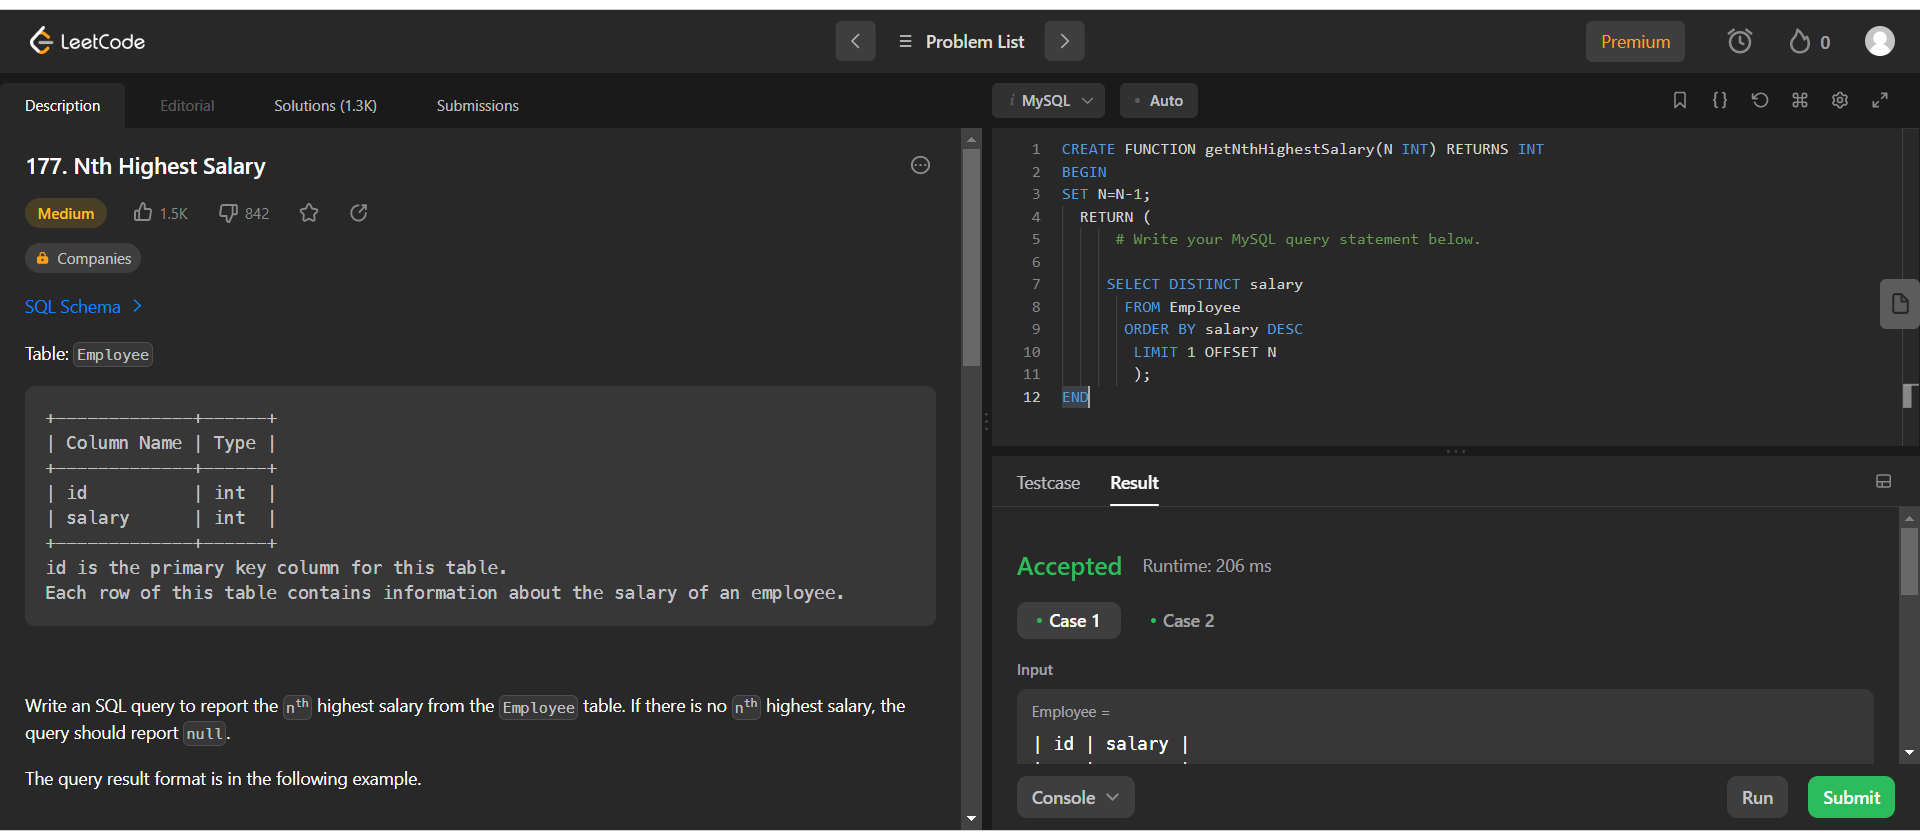 LeetCode
Problem List
Premium
0
Description
Editorial
Solutions (1.3K)
Submissions
177. Nth Highest Salary
Medium
1.5K
842
Companies
SQL Schema
Table: Employee
+-------------+------+
| Column Name | Type |
+-------------+------+
| id          | int  |
| salary      | int  |
+-------------+------+
id is the primary key column for this table.
Each row of this table contains information about the salary of an employee.
Write an SQL query to report the nth highest salary from the Employee table. If there is no nth highest salary, the
query should report null.
The query result format is in the following example.
i MySQL
Auto
{}
1 CREATE FUNCTION getNthHighestSalary(N INT) RETURNS INT
2 BEGIN
3 SET N=N-1;
4   RETURN (
5       # Write your MySQL query statement below.
6
7      SELECT DISTINCT salary
8        FROM Employee
9        ORDER BY salary DESC
10         LIMIT 1 OFFSET N
11         );
12 END
Testcase
Result
Accepted
Runtime: 206 ms
Case 1
Case 2
Input
Employee =
| id | salary |
Console
Run
Submit